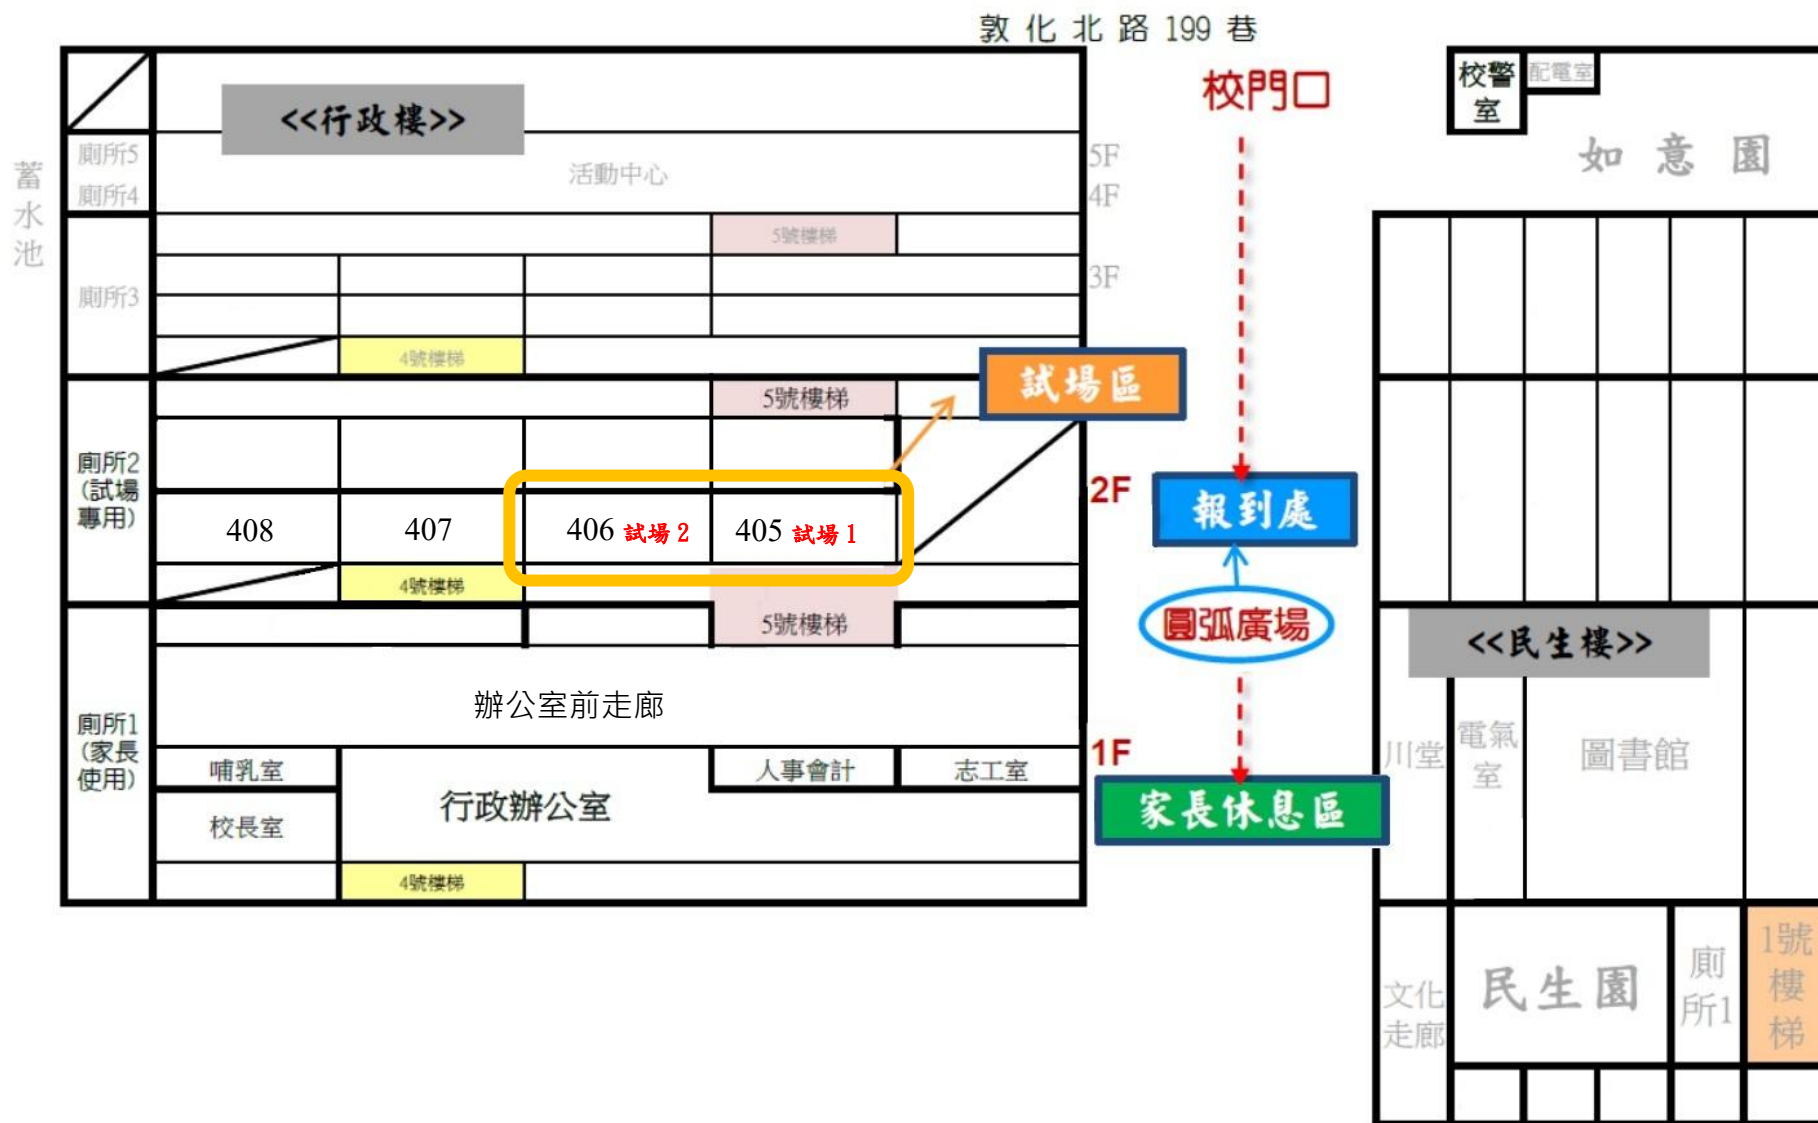 敦化北路 199 巷
校門口
校警室
配電室
如意園
<<行政樓>>
蓄水池
廁所5
廁所4
活動中心
5F
4F
5號樓梯
廁所3
3F
4號樓梯
試場區
5號樓梯
廁所2
(試場
專用)
2F
報到處
408
407
406 試場 2
405 試場 1
4號樓梯
5號樓梯
圓弧廣場
<<民生樓>>
辦公室前走廊
廁所1
(家長
使用)
哺乳室
人事會計
志工室
1F
川堂
電氣室
圖書館
行政辦公室
校長室
家長休息區
4號樓梯
文化
走廊
民生園
廁所1
1號樓梯